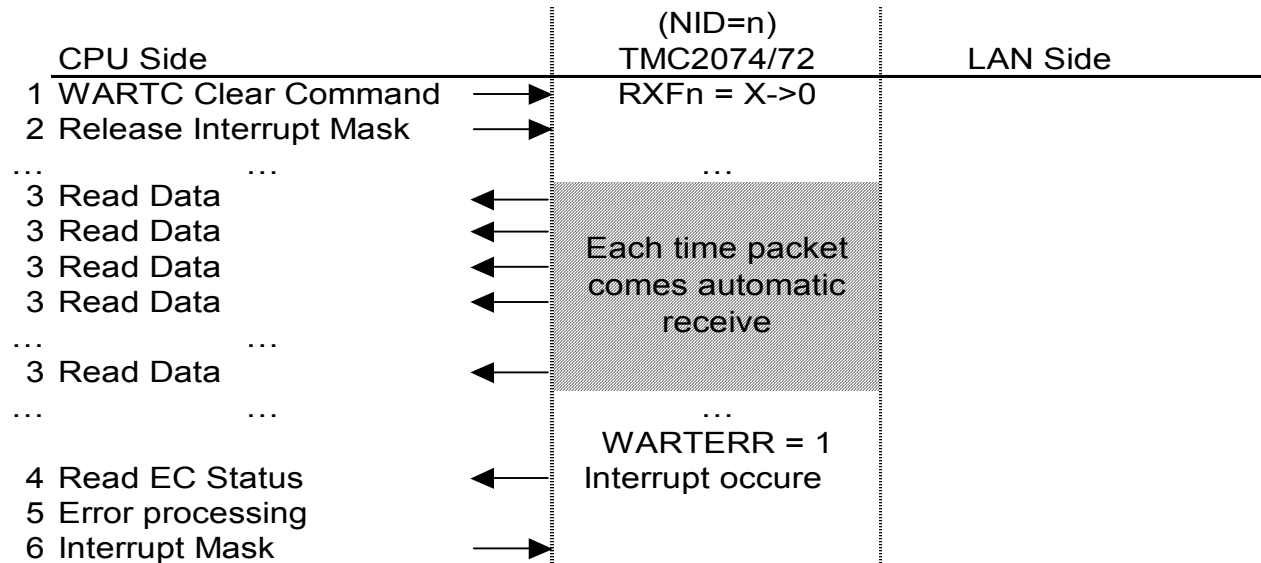 (NID=n)
CPU Side TMC2074/72 LAN Side
1 WARTC Clear Command RXFn = X->0
2 Release Interrupt Mask
... ... ...
3 Read Data
3 Read Data
3 Read Data
3 Read Data
Each time packet
comes automatic
receive
... ...
3 Read Data
... ... ...
WARTERR = 1
4 Read EC Status Interrupt occure
5 Error processing
6 Interrupt Mask